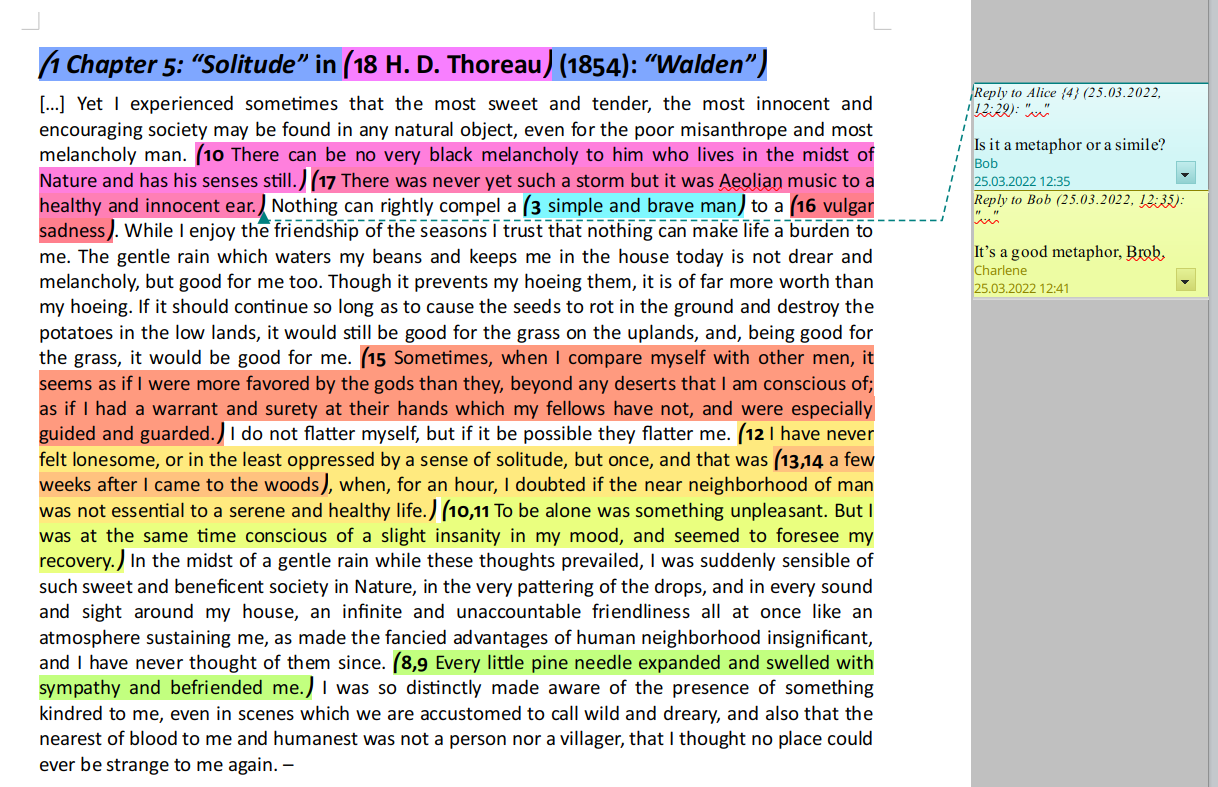 (1 Chapter 5: “Solitude” in (18 H. D. Thoreau) (1854): “Walden”)
[...] Yet I experienced sometimes that the most sweet and tender, the most innocent and
encouraging society may be found in any natural object, even for the poor misanthrope and most
melancholy man. (10 There can be no very black melancholy to him who lives in the midst of
Nature and has his senses still.) (17 There was never yet such a storm but it was Aeolian music to a
healthy and innocent ear.) Nothing can rightly compel a (3 simple and brave man) to a (16 vulgar
sadness). While I enjoy the friendship of the seasons I trust that nothing can make life a burden to
me. The gentle rain which waters my beans and keeps me in the house today is not drear and
melancholy, but good for me too. Though it prevents my hoeing them, it is of far more worth than
my hoeing. If it should continue so long as to cause the seeds to rot in the ground and destroy the
potatoes in the low lands, it would still be good for the grass on the uplands, and, being good for
the grass, it would be good for me. (15 Sometimes, when I compare myself with other men, it
seems as if I were more favored by the gods than they, beyond any deserts that I am conscious of;
as if I had a warrant and surety at their hands which my fellows have not, and were especially
guided and guarded.) I do not flatter myself, but if it be possible they flatter me. (12 I have never
felt lonesome, or in the least oppressed by a sense of solitude, but once, and that was (13,14 a few
weeks after I came to the woods), when, for an hour, I doubted if the near neighborhood of man
was not essential to a serene and healthy life.) (10,11 To be alone was something unpleasant. But I
was at the same time conscious of a slight insanity in my mood, and seemed to foresee my
recovery.) In the midst of a gentle rain while these thoughts prevailed, I was suddenly sensible of
such sweet and beneficent society in Nature, in the very pattering of the drops, and in every sound
and sight around my house, an infinite and unaccountable friendliness all at once like an
atmosphere sustaining me, as made the fancied advantages of human neighborhood insignificant,
and I have never thought of them since. (8,9 Every little pine needle expanded and swelled with
sympathy and befriended me.) I was so distinctly made aware of the presence of something
kindred to me, even in scenes which we are accustomed to call wild and dreary, and also that the
nearest of blood to me and humanest was not a person nor a villager, that I thought no place could
ever be strange to me again. –
Reply to Alice {4} (25.03.2022,
12:29): "..."
Is it a metaphor or a simile?
Bob
25.03.2022 12:35
Reply to Bob (25.03.2022, 12:35):
"..."
It’s a good metaphor, Brob.
Charlene
25.03.2022 12:41